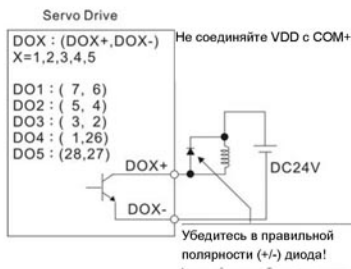 Servo Drive
DOX : (DOX+,DOX-)
X=1,2,3,4,5
Не соединяйте VDD с COM+
DO1 : ( 7, 6)
DO2 : ( 5, 4)
DO3 : ( 3, 2)
DO4 : ( 1,26)
DO5 : (28,27)
DOX+
DC24V
DOX-
Убедитесь в правильной
полярности (+/-) диода!